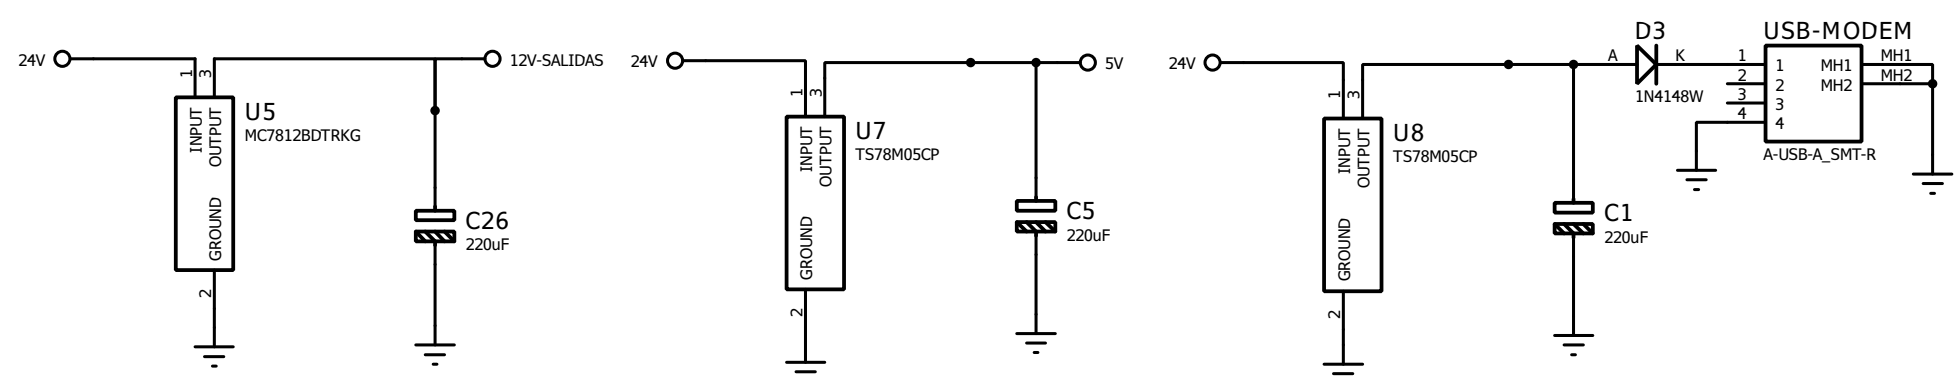 24V
1
3
INPUT
OUTPUT
GROUND
2
U5
MC7812BDTRKG
12V-SALIDAS
C26
220uF
24V
1
3
INPUT
OUTPUT
GROUND
2
U7
TS78M05CP
5V
C5
220uF
24V
1
3
INPUT
OUTPUT
GROUND
2
U8
TS78M05CP
C1
220uF
D3
A
K
1N4148W
USB-MODEM
1
2
3
4
1
2
3
4
MH1
MH2
MH1
MH2
A-USB-A_SMT-R